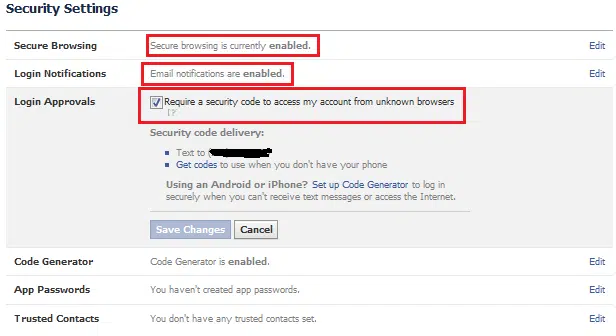 Security Settings
Secure Browsing Secure browsing is currently enabled. Edit
Login Notifications Email notifications are enabled. Edit
Login Approvals Require a security code to access my account from unknown browsers
[?
Security code delivery:
Text to
Get codes to use when you don't have your phone
Using an Android or iPhone? Set up Code Generator to log in
securely when you can't receive text messages or access the Internet.
Save Changes Cancel
Code Generator Code Generator is enabled. Edit
App Passwords You haven't created app passwords. Edit
Trusted Contacts You don't have any trusted contacts set. Edit